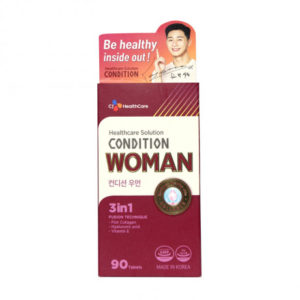 Be healthy
inside out!
Healthcare Solution
CONDITION
CJ HealthCare
Healthcare Solution
CONDITION
WOMAN
컨디션 우먼
3in1
FUSION TECHNIQUE
• Fish Collagen
• Hyaluronic acid
• Vitamin E
90 Tablets
MADE IN KOREA